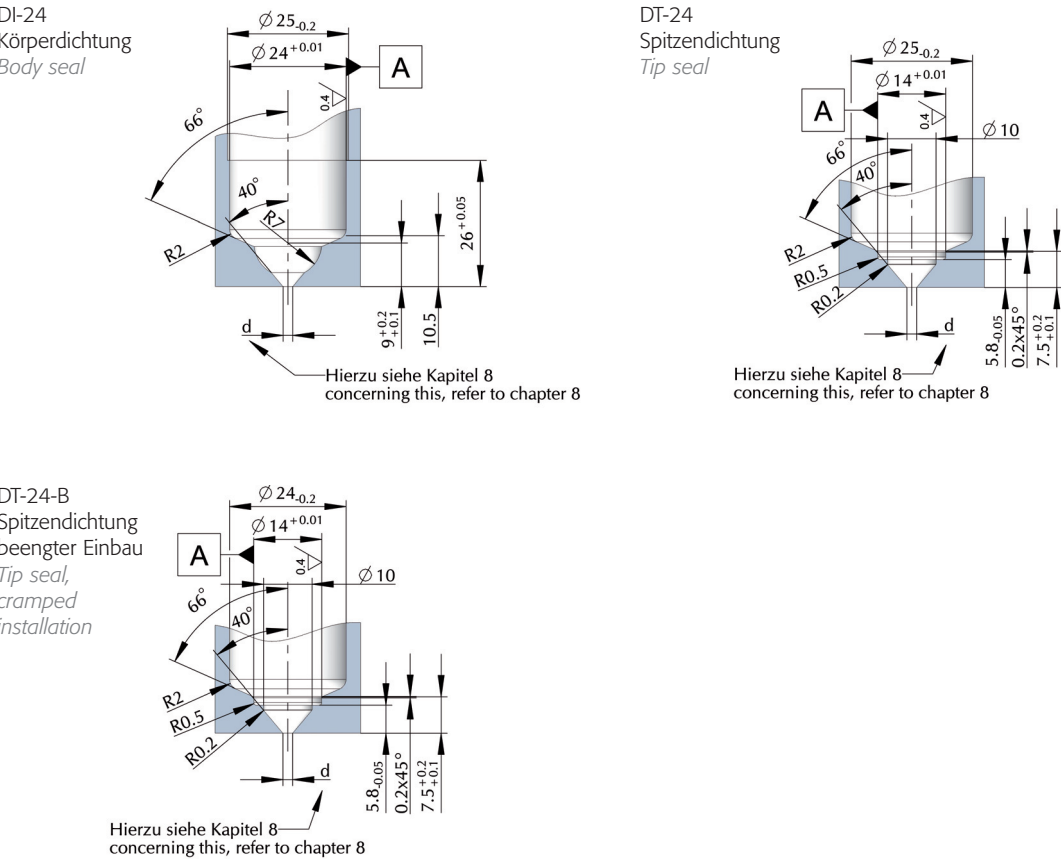 DI-24
Körperdichtung
Body seal
Ø 25-0.2
Ø 24+0.01
A
0.4
66°
40°
R7
R2
26+0.05
9+0.2 +0.1
10.5
d
Hierzu siehe Kapitel 8
concerning this, refer to chapter 8
DT-24
Spitzendichtung
Tip seal
Ø 25-0.2
Ø 14+0.01
A
0.4
Ø 10
66°
40°
R2
R0.5
R0.2
d
5.8-0.05
0.2x45°
7.5+0.2 +0.1
Hierzu siehe Kapitel 8
concerning this, refer to chapter 8
DT-24-B
Spitzendichtung
beengter Einbau
Tip seal,
cramped
installation
Ø 24-0.2
Ø 14+0.01
A
0.4
Ø 10
66°
40°
R2
R0.5
R0.2
d
5.8-0.05
0.2x45°
7.5+0.2 +0.1
Hierzu siehe Kapitel 8
concerning this, refer to chapter 8